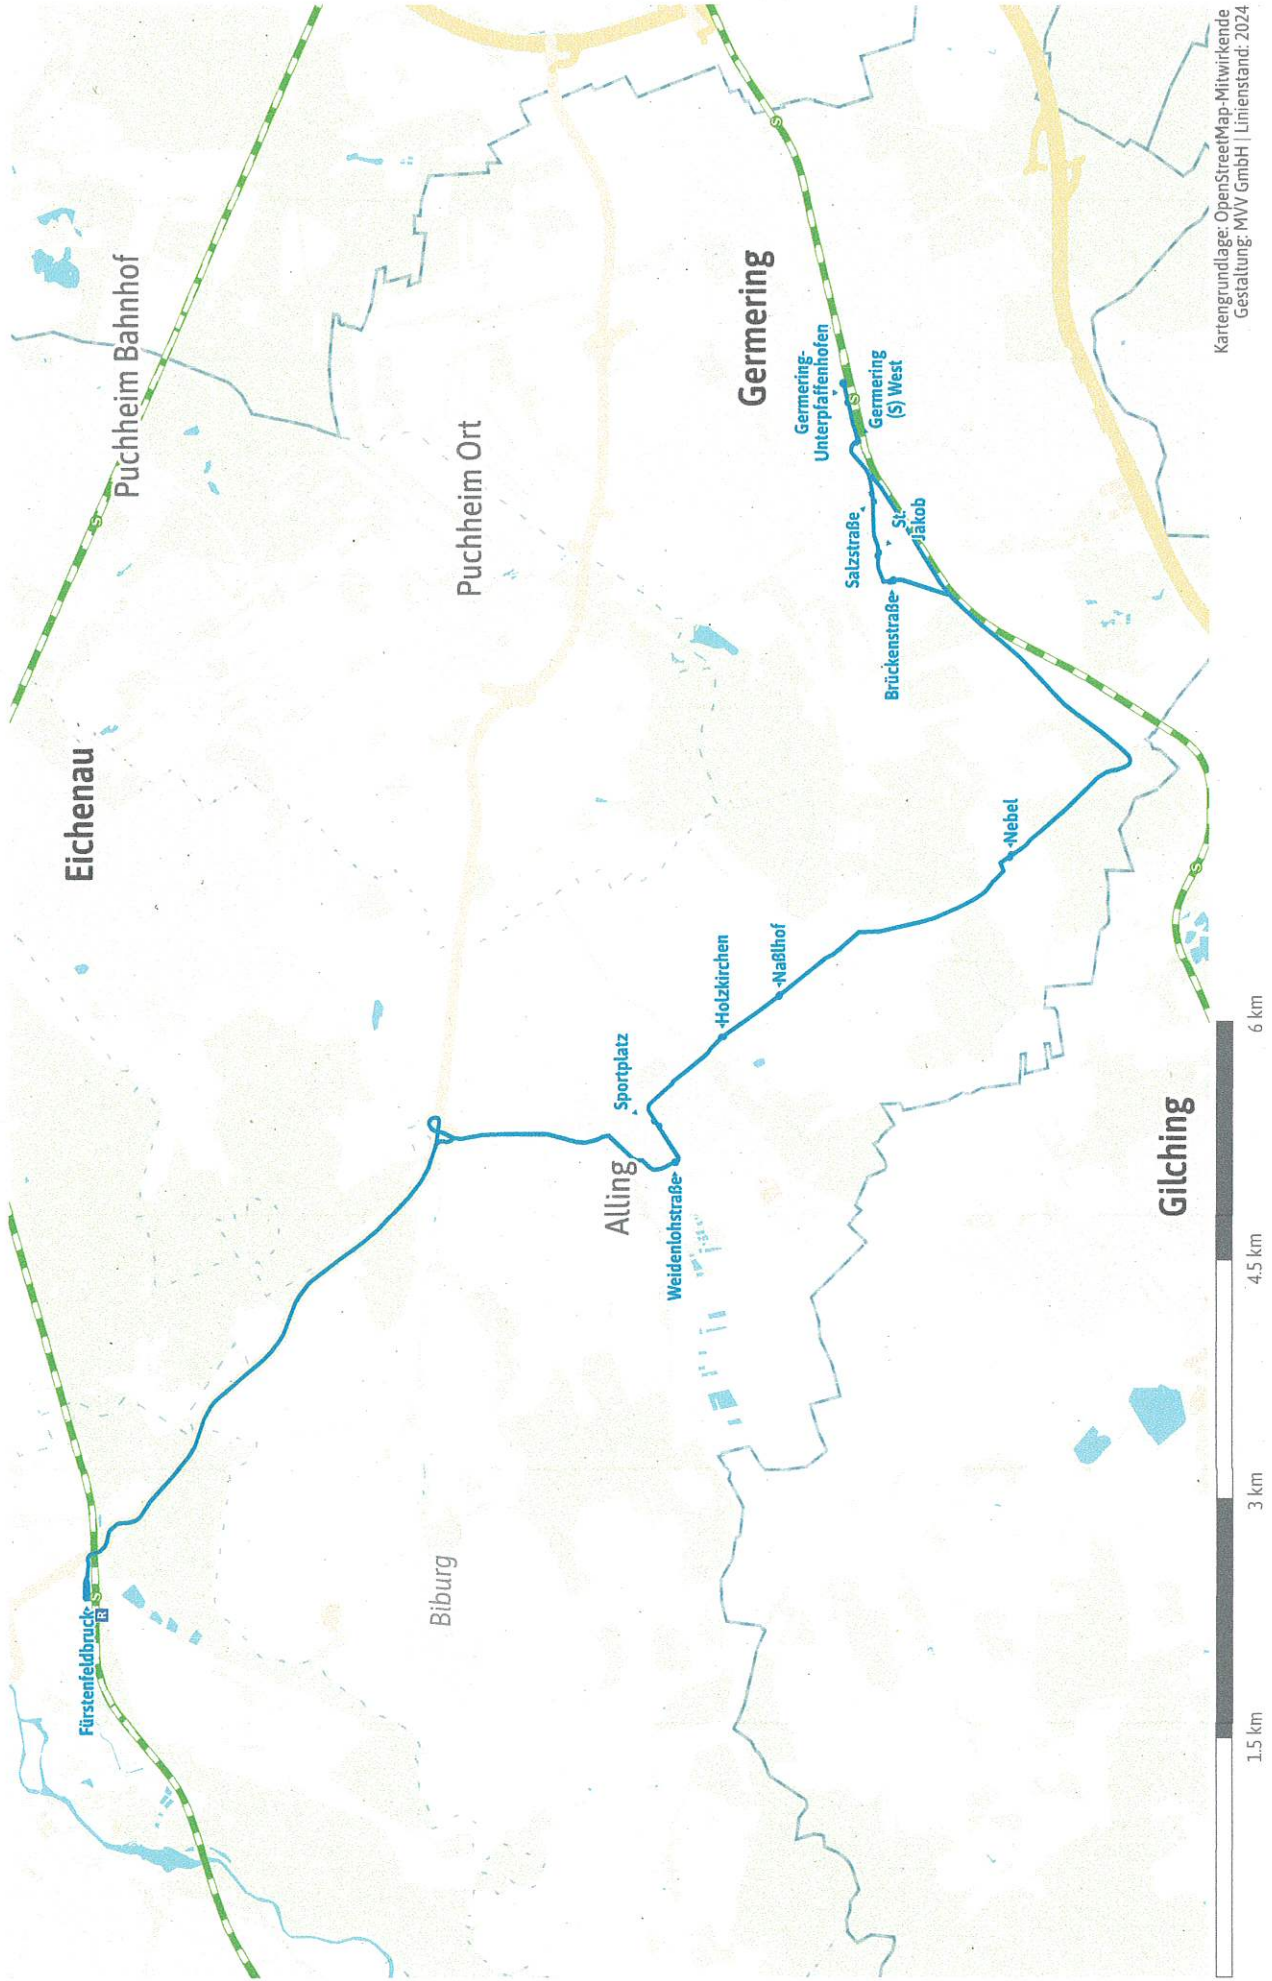 Fürstenfeldbruck
R
S
Eichenau
S
Puchheim Bahnhof
Biburg
Puchheim Ort
Alling
Sportplatz
Weidenlohstraße
Holzkirchen
Naßlhof
Germering
S
Germering-
Unterpfaffenhofen
S
Germering
(S) West
Salzstraße
St.
Jakob
Brückenstraße
Nebel
S
Gilching
1.5 km
3 km
4.5 km
6 km
Kartengrundlage: OpenStreetMap-Mitwirkende
Gestaltung: MVV GmbH | Linienstand: 2024